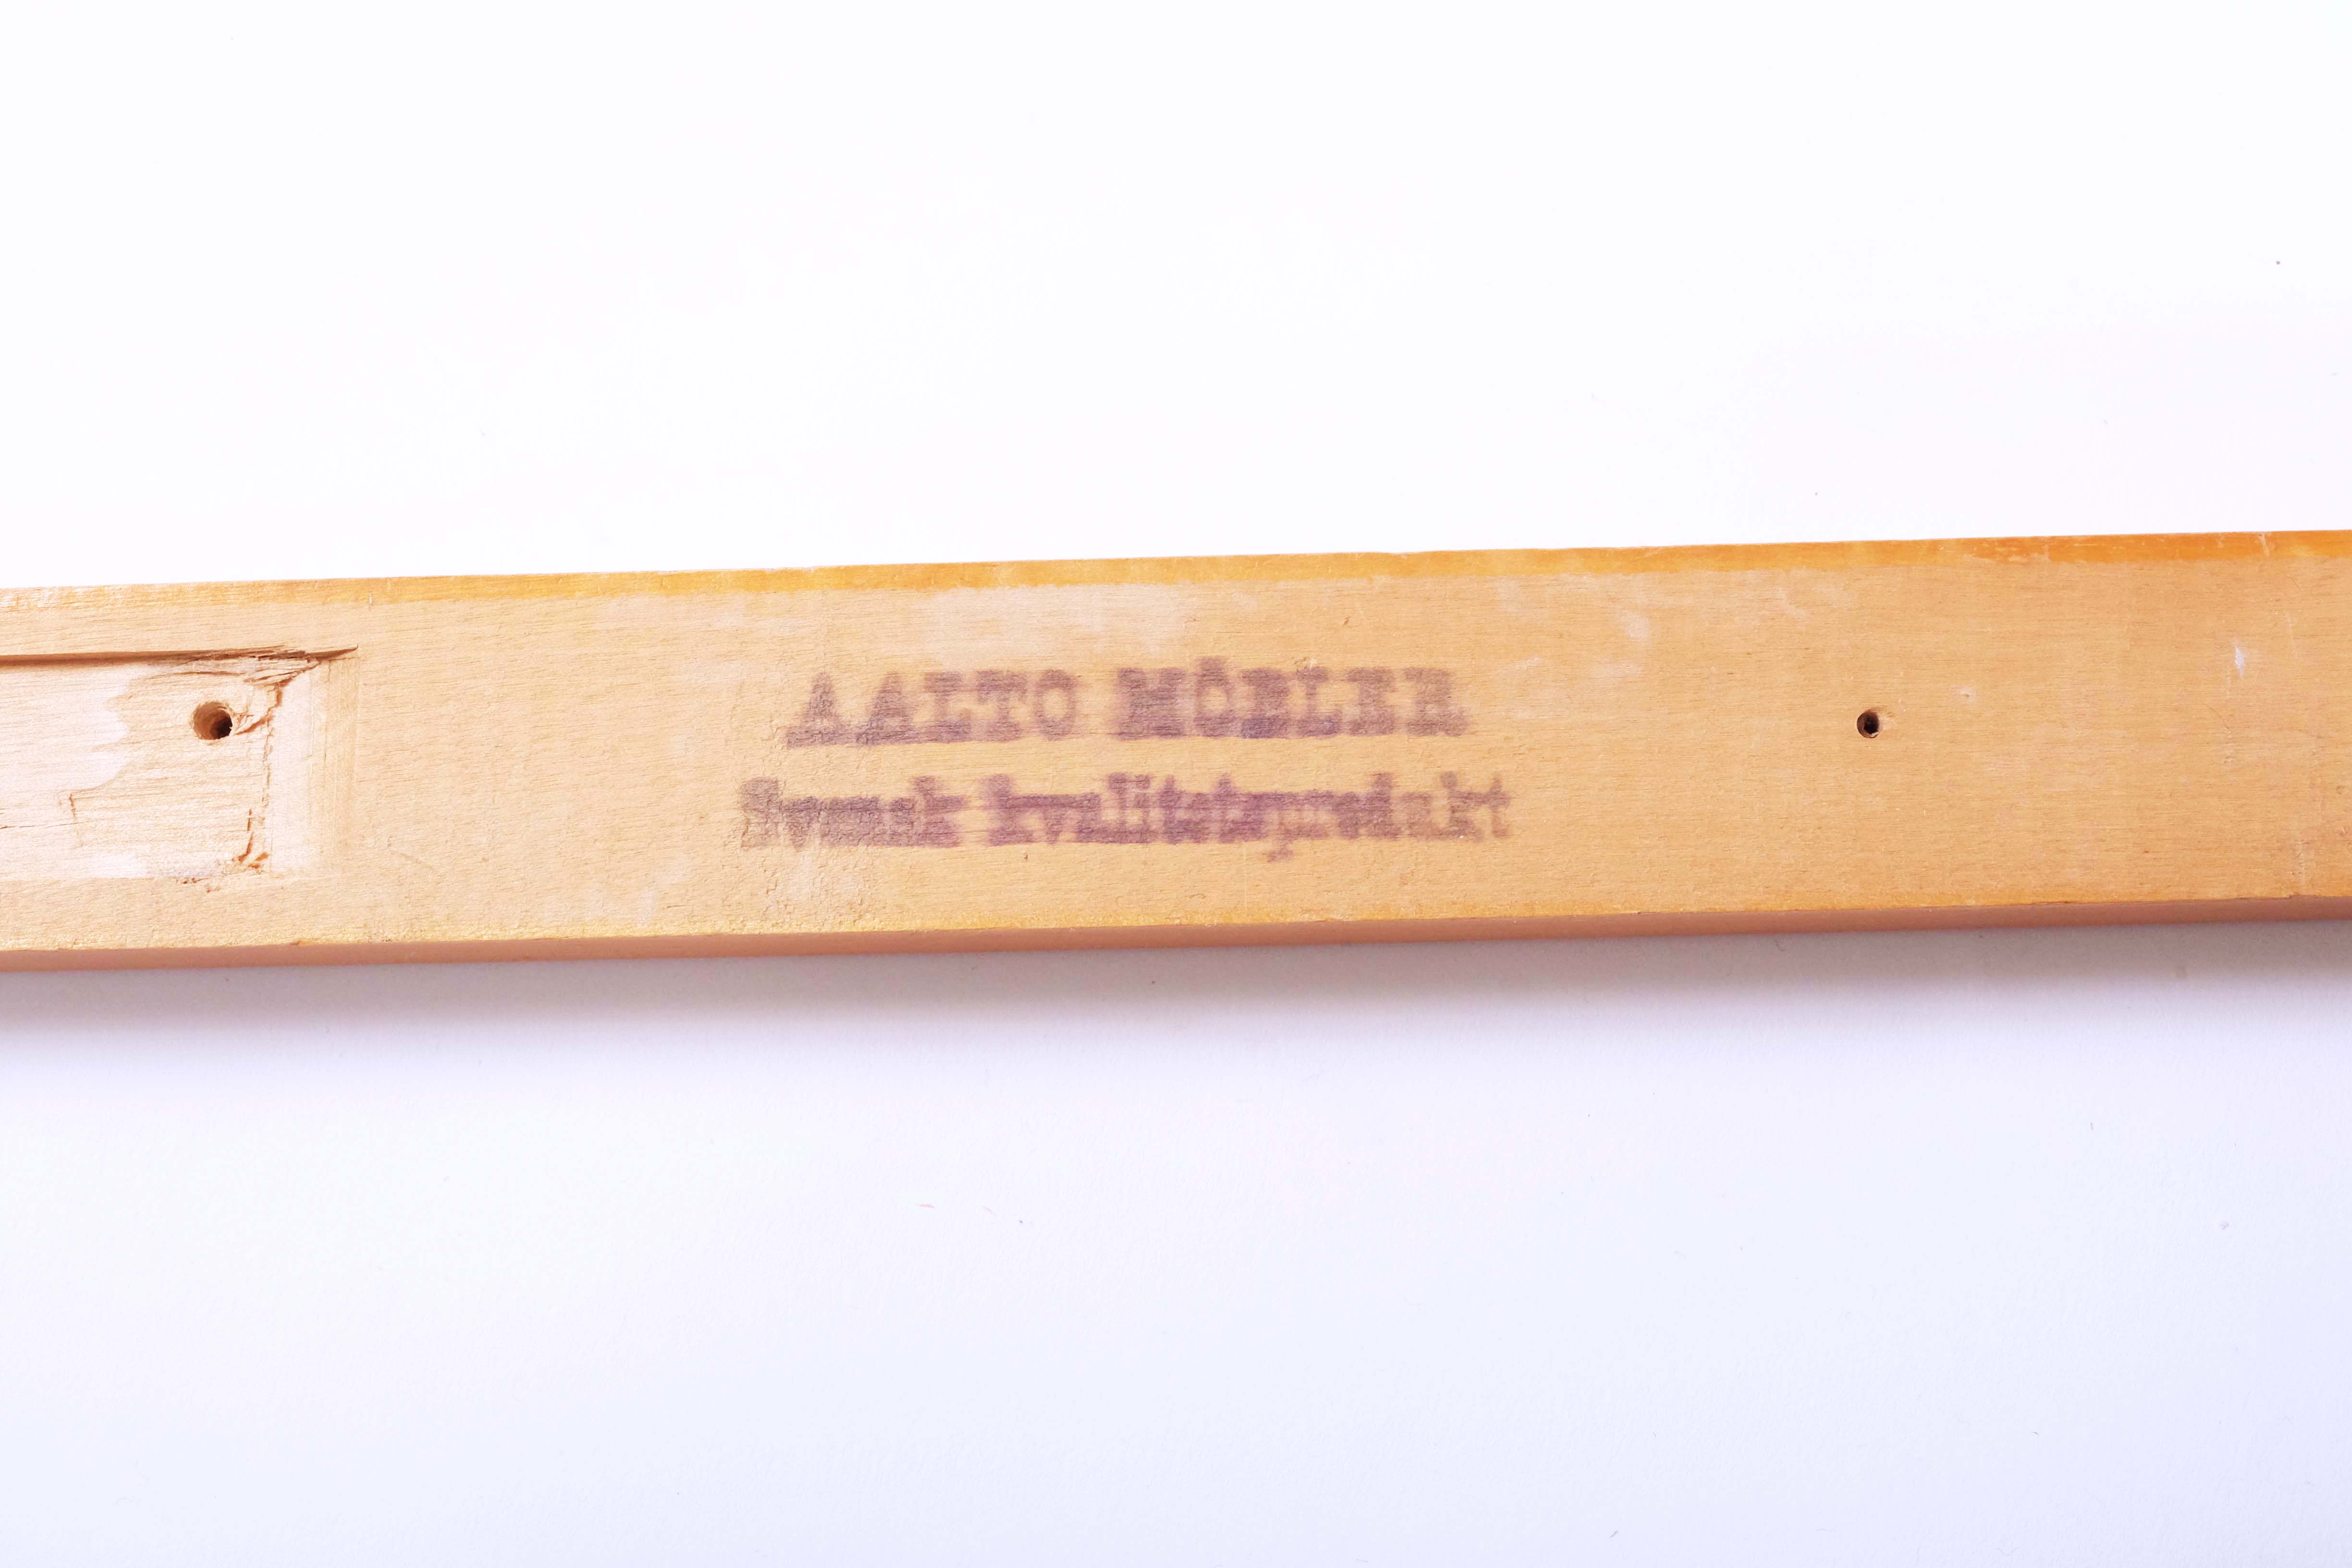 AALTO MÖBLER
Svensk kvalitetsprodukt